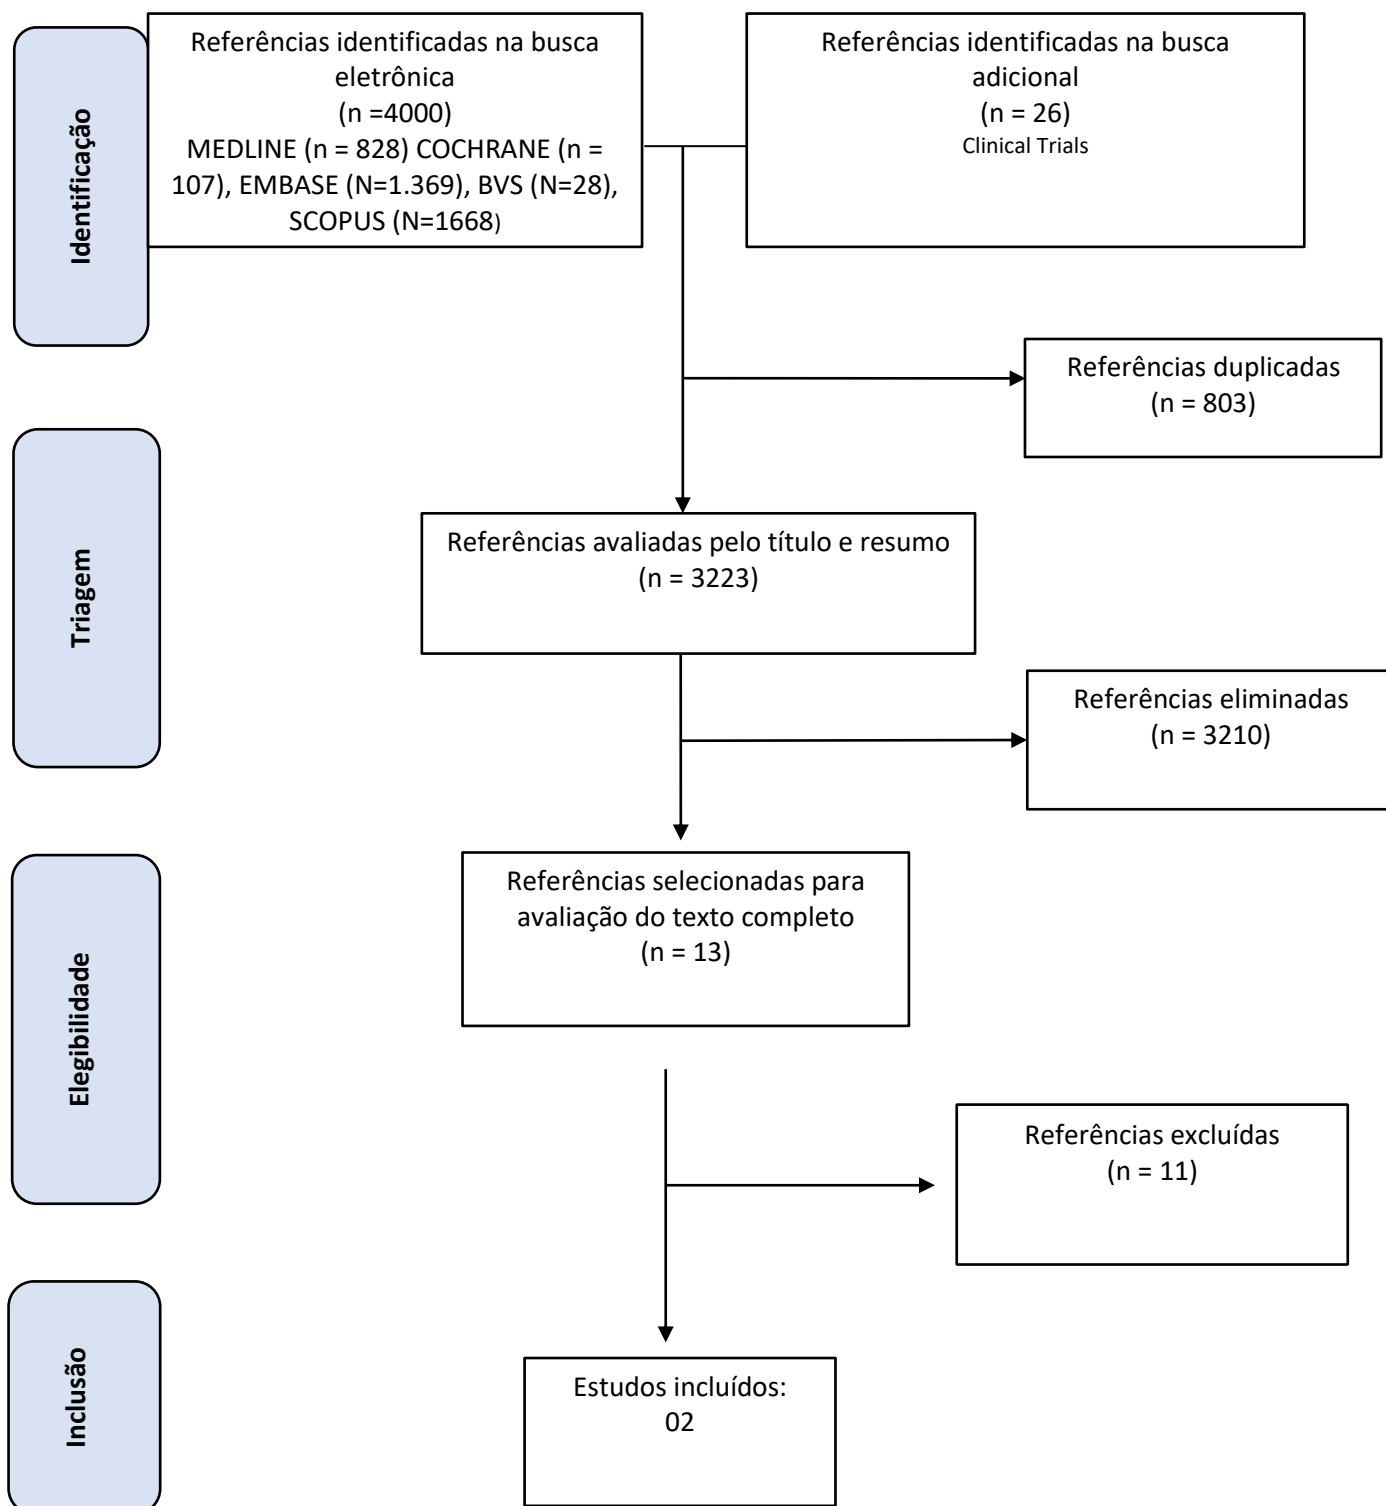 Identificação
Referências identificadas na busca
eletrônica
(n =4000)
MEDLINE (n = 828) COCHRANE (n =
107), EMBASE (N=1.369), BVS (N=28),
SCOPUS (N=1668)
Referências identificadas na busca
adicional
(n = 26)
Clinical Trials
Referências duplicadas
(n = 803)
Triagem
Referências avaliadas pelo título e resumo
(n = 3223)
Referências eliminadas
(n = 3210)
Elegibilidade
Referências selecionadas para
avaliação do texto completo
(n = 13)
Referências excluídas
(n = 11)
Inclusão
Estudos incluídos:
02